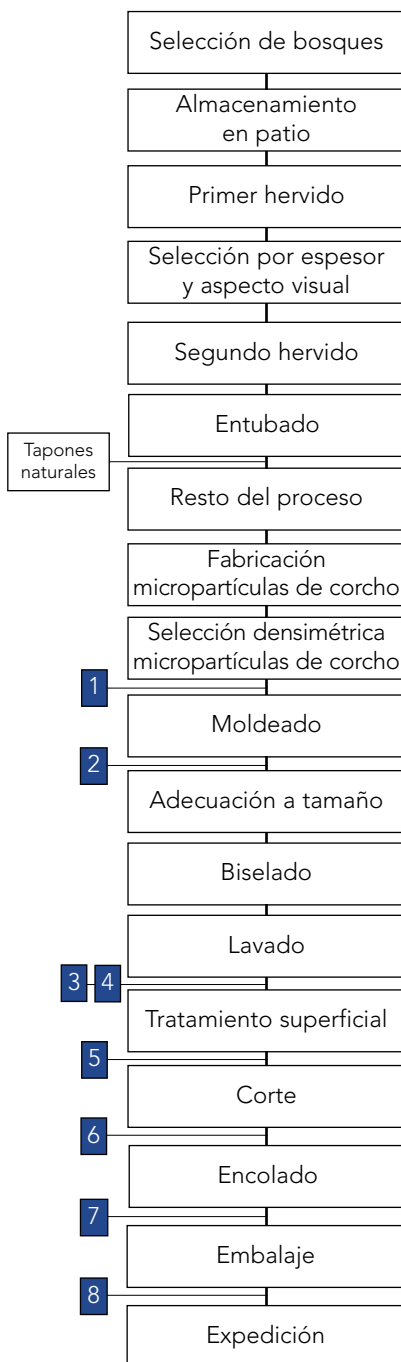 Selección de bosques
Almacenamiento
en patio
Primer hervido
Selección por espesor
y aspecto visual
Segundo hervido
Entubado
Tapones
naturales
Resto del proceso
Fabricación
micropartículas de corcho
Selección densimétrica
micropartículas de corcho
1
Moldeado
2
Adecuación a tamaño
Biselado
Lavado
3 4
Tratamiento superficial
5
Corte
6
Encolado
7
Embalaje
8
Expedición